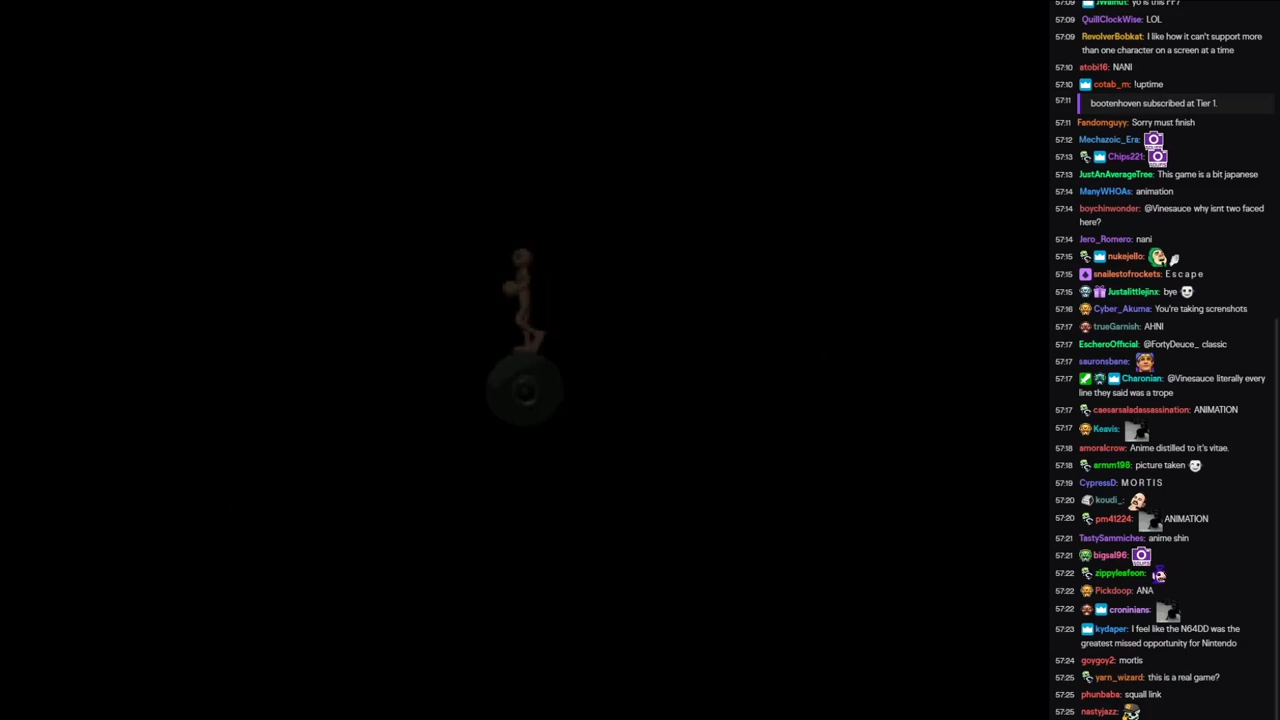 57:09 JWalnut: yo is this FF7
57:09 QuillClockWise: LOL
57:09 RevolverBobkat: I like how it can't support more
than one character on a screen at a time
57:10 atobi16: NANI
57:10 cotab_m: !uptime
57:11 bootenhoven subscribed at Tier 1.
57:11 Fandomguyy: Sorry must finish
57:12 Mechazoic_Era:
57:13 Chips221:
57:13 JustAnAverageTree: This game is a bit japanese
57:14 ManyWHOAs: animation
57:14 boychinwonder: @Vinesauce why isnt two faced
here?
57:14 Jero_Romero: nani
57:15 nukejello:
57:15 snailestofrockets: E s c a p e
57:15 Justalittlejinx: bye
57:16 Cyber_Akuma: You're taking screnshots
57:17 trueGarnish: AHNI
57:17 EscheroOfficial: @FortyDeuce_ classic
57:17 sauronsbane:
57:17 Charonian: @Vinesauce literally every
line they said was a trope
57:17 caesarsaladassassination: ANIMATION
57:17 Keavis:
57:18 amoralcrow: Anime distilled to it's vitae.
57:18 armm198: picture taken
57:19 CypressD: M O R T I S
57:20 koudi_:
57:20 pm41224: ANIMATION
57:21 TastySammiches: anime shin
57:21 bigsal96:
57:22 zippyleafeon:
57:22 Pickdoop: ANA
57:22 croninians:
57:23 kydaper: I feel like the N64DD was the
greatest missed opportunity for Nintendo
57:24 goygoy2: mortis
57:25 yarn_wizard: this is a real game?
57:25 phunbaba: squall link
57:25 nastyjazz: